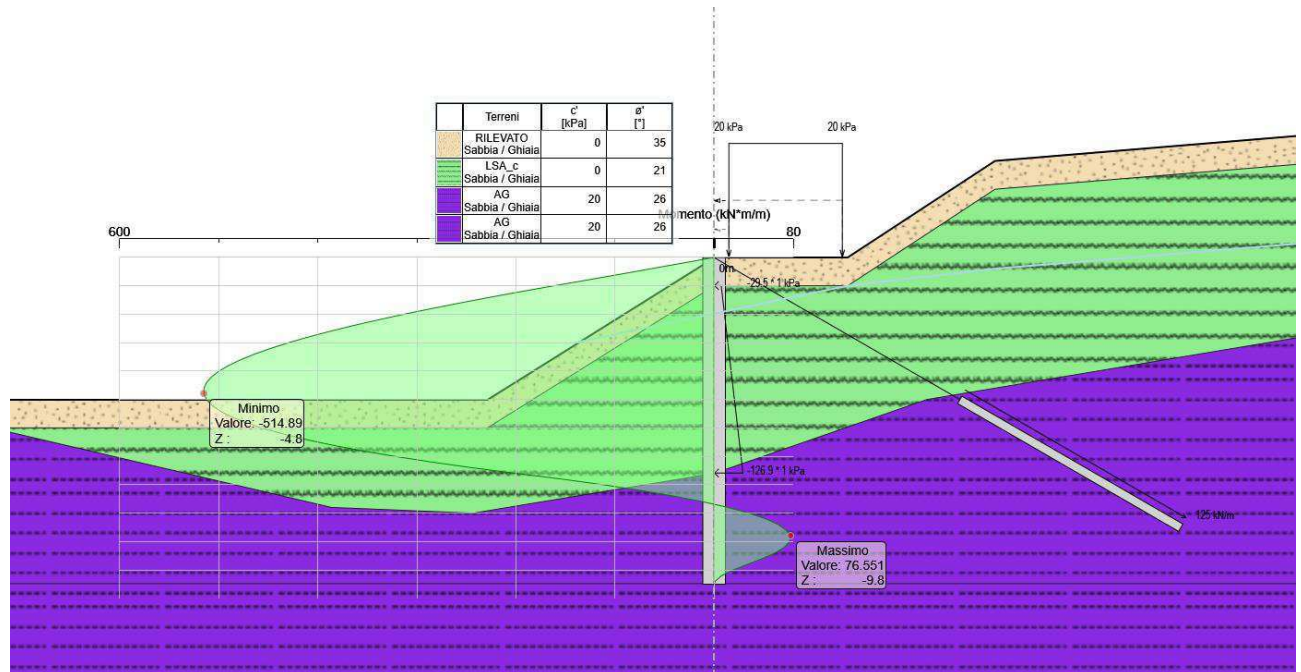 Terreni c' [kPa] ø' [°]
RILEVATO Sabbia / Ghiaia 0 35
LSA_c Sabbia / Ghiaia 0 21
AG Sabbia / Ghiaia 20 26
AG Sabbia / Ghiaia 20 26
20 kPa 20 kPa
Momento (kN*m/m)
600 80
0m
-29.5 * 1 kPa
Minimo
Valore: -514.89
Z : -4.8
-126.9 * 1 kPa
125 kN/m
Massimo
Valore: 76.551
Z : -9.8